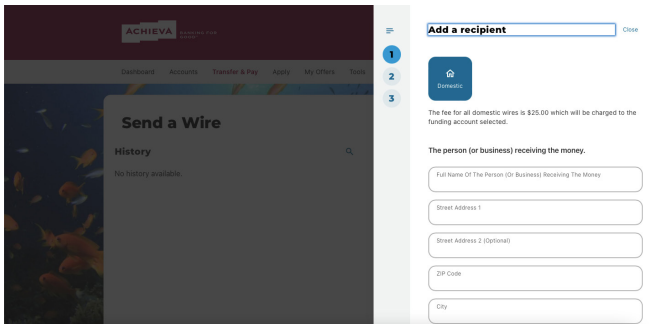 ACHIEVA BANKING FOR
GOOD
Dashboard Accounts Transfer & Pay Apply My Offers Tools
Send a Wire
History
No history available.
1
2
3
Add a recipient
Close
Domestic
The fee for all domestic wires is $25.00 which will be charged to the
funding account selected.
The person (or business) receiving the money.
Full Name Of The Person (Or Business) Receiving The Money
Street Address 1
Street Address 2 (Optional)
ZIP Code
City